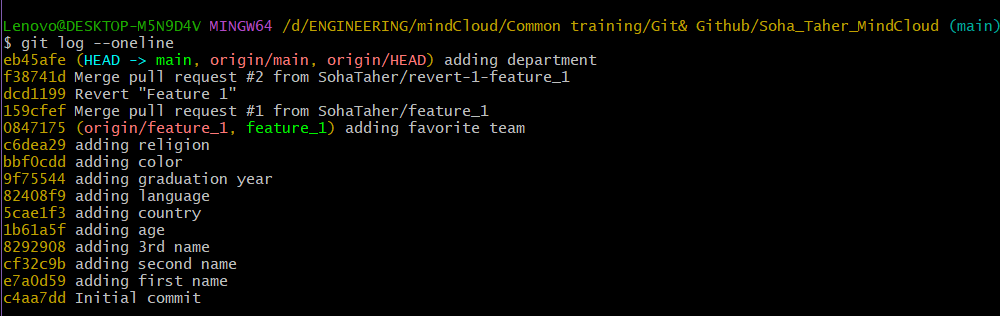 Lenovo@DESKTOP-M5N9D4V MINGW64 /d/ENGINEERING/mindCloud/Common training/Git& Github/Soha_Taher_MindCloud (main)
$ git log --oneline
eb45afe (HEAD -> main, origin/main, origin/HEAD) adding department
f38741d Merge pull request #2 from SohaTaher/revert-1-feature_1
dcd1199 Revert "Feature 1"
159cfef Merge pull request #1 from SohaTaher/feature_1
0847175 (origin/feature_1, feature_1) adding favorite team
c6dea29 adding religion
bbf0cdd adding color
9f75544 adding graduation year
82408f9 adding language
5cae1f3 adding country
1b61a5f adding age
8292908 adding 3rd name
cf32c9b adding second name
e7a0d59 adding first name
c4aa7dd Initial commit